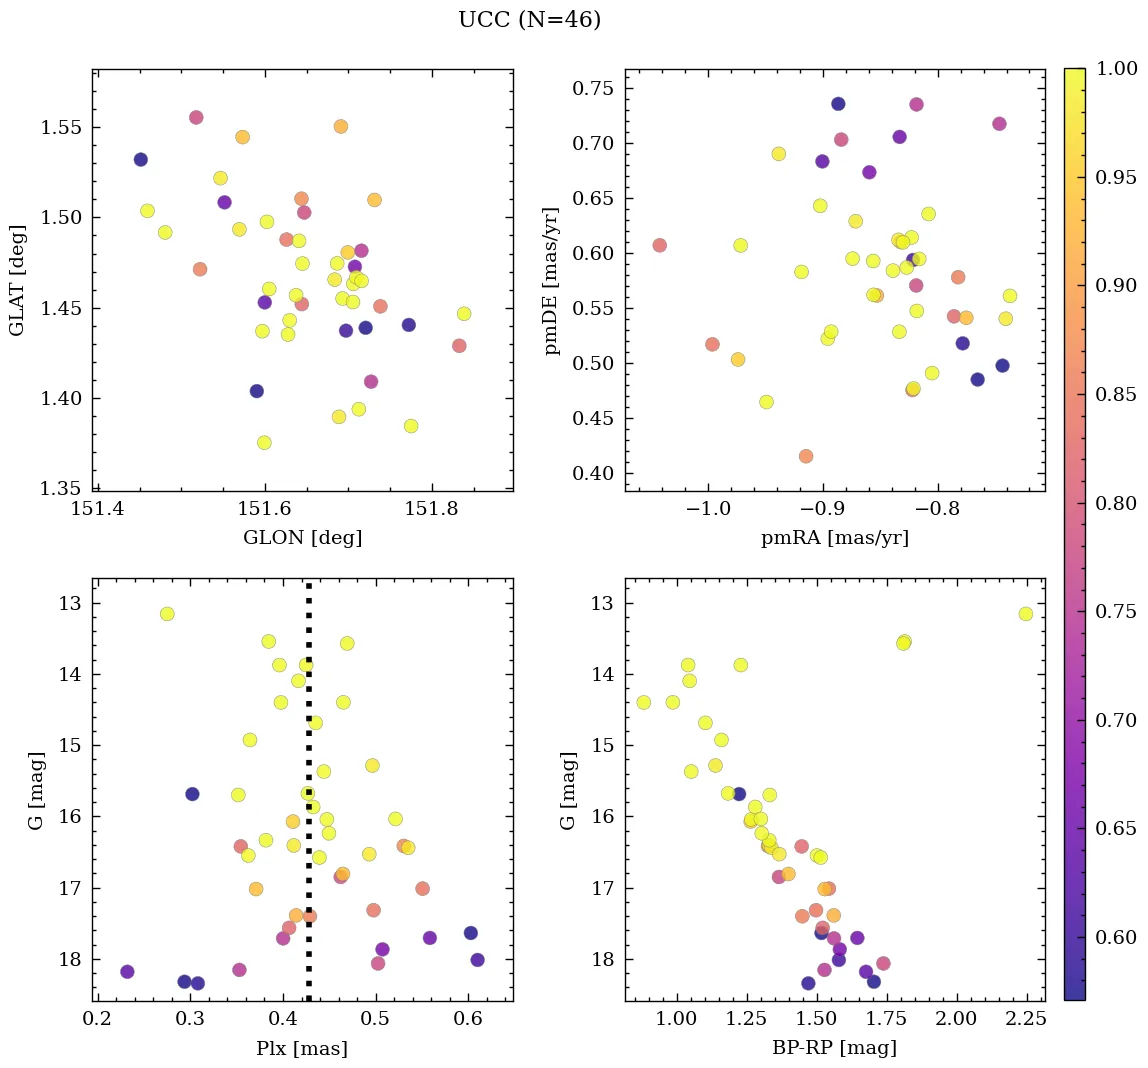 UCC (N=46)
1.55
1.50
1.45
1.40
1.35
GLAT [deg]
151.4 151.6 151.8
GLON [deg]
0.75
0.70
0.65
0.60
0.55
0.50
0.45
0.40
pmDE [mas/yr]
−1.0 −0.9 −0.8
pmRA [mas/yr]
1.00
0.95
0.90
0.85
0.80
0.75
0.70
0.65
0.60
13
14
15
16
17
18
G [mag]
0.2 0.3 0.4 0.5 0.6
Plx [mas]
13
14
15
16
17
18
G [mag]
1.00 1.25 1.50 1.75 2.00 2.25
BP-RP [mag]